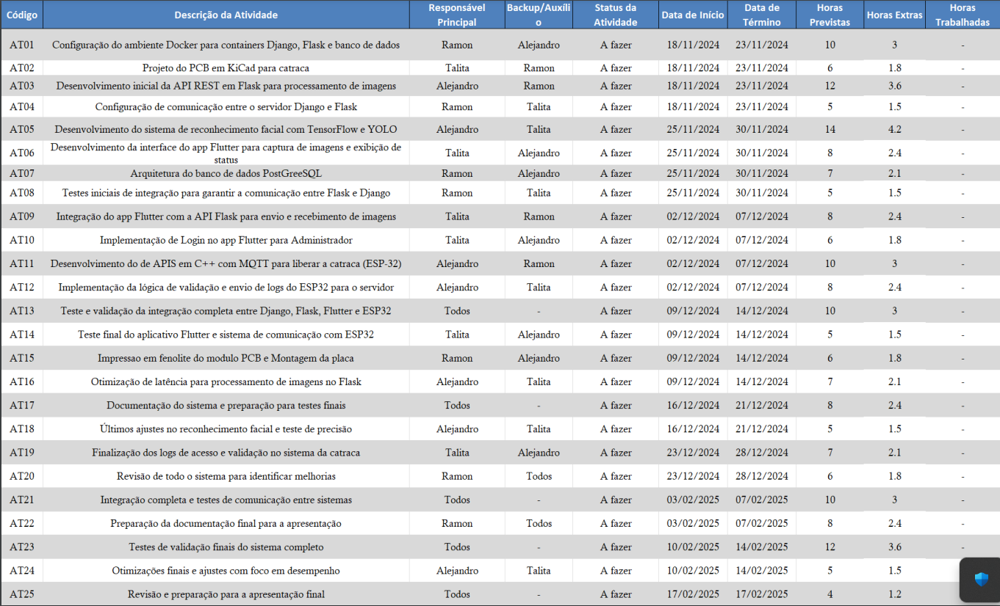 Código Descrição da Atividade Responsável Principal Backup/Auxílio Status da Atividade Data de Início Data de Término Horas Previstas Horas Extras Horas Trabalhadas
AT01 Configuração do ambiente Docker para containers Django, Flask e banco de dados Ramon Alejandro A fazer 18/11/2024 23/11/2024 10 3 -
AT02 Projeto do PCB em KiCad para catraca Talita Ramon A fazer 18/11/2024 23/11/2024 6 1.8 -
AT03 Desenvolvimento inicial da API REST em Flask para processamento de imagens Alejandro Ramon A fazer 18/11/2024 23/11/2024 12 3.6 -
AT04 Configuração de comunicação entre o servidor Django e Flask Ramon Talita A fazer 18/11/2024 23/11/2024 5 1.5 -
AT05 Desenvolvimento do sistema de reconhecimento facial com TensorFlow e YOLO Alejandro Talita A fazer 25/11/2024 30/11/2024 14 4.2 -
AT06 Desenvolvimento da interface do app Flutter para captura de imagens e exibição de status Talita Alejandro A fazer 25/11/2024 30/11/2024 8 2.4 -
AT07 Arquitetura do banco de dados PostGreeSQL Ramon Alejandro A fazer 25/11/2024 30/11/2024 7 2.1 -
AT08 Testes iniciais de integração para garantir a comunicação entre Flask e Django Ramon Talita A fazer 25/11/2024 30/11/2024 5 1.5 -
AT09 Integração do app Flutter com a API Flask para envio e recebimento de imagens Talita Ramon A fazer 02/12/2024 07/12/2024 8 2.4 -
AT10 Implementação de Login no app Flutter para Administrador Talita Alejandro A fazer 02/12/2024 07/12/2024 6 1.8 -
AT11 Desenvolvimento do de APIS em C++ com MQTT para liberar a catraca (ESP-32) Alejandro Ramon A fazer 02/12/2024 07/12/2024 10 3 -
AT12 Implementação da lógica de validação e envio de logs do ESP32 para o servidor Alejandro Talita A fazer 02/12/2024 07/12/2024 8 2.4 -
AT13 Teste e validação da integração completa entre Django, Flask, Flutter e ESP32 Todos - A fazer 09/12/2024 14/12/2024 10 3 -
AT14 Teste final do aplicativo Flutter e sistema de comunicação com ESP32 Talita Alejandro A fazer 09/12/2024 14/12/2024 5 1.5 -
AT15 Impressao em fenolite do modulo PCB e Montagem da placa Ramon Alejandro A fazer 09/12/2024 14/12/2024 6 1.8 -
AT16 Otimização de latência para processamento de imagens no Flask Alejandro Talita A fazer 09/12/2024 14/12/2024 7 2.1 -
AT17 Documentação do sistema e preparação para testes finais Todos - A fazer 16/12/2024 21/12/2024 8 2.4 -
AT18 Últimos ajustes no reconhecimento facial e teste de precisão Alejandro Talita A fazer 16/12/2024 21/12/2024 5 1.5 -
AT19 Finalização dos logs de acesso e validação no sistema da catraca Talita Alejandro A fazer 23/12/2024 28/12/2024 7 2.1 -
AT20 Revisão de todo o sistema para identificar melhorias Ramon Todos A fazer 23/12/2024 28/12/2024 6 1.8 -
AT21 Integração completa e testes de comunicação entre sistemas Todos - A fazer 03/02/2025 07/02/2025 10 3 -
AT22 Preparação da documentação final para a apresentação Ramon Todos A fazer 03/02/2025 07/02/2025 8 2.4 -
AT23 Testes de validação finais do sistema completo Todos - A fazer 10/02/2025 14/02/2025 12 3.6 -
AT24 Otimizações finais e ajustes com foco em desempenho Alejandro Talita A fazer 10/02/2025 14/02/2025 5 1.5
AT25 Revisão e preparação para a apresentação final Todos - A fazer 17/02/2025 17/02/2025 4 1.2